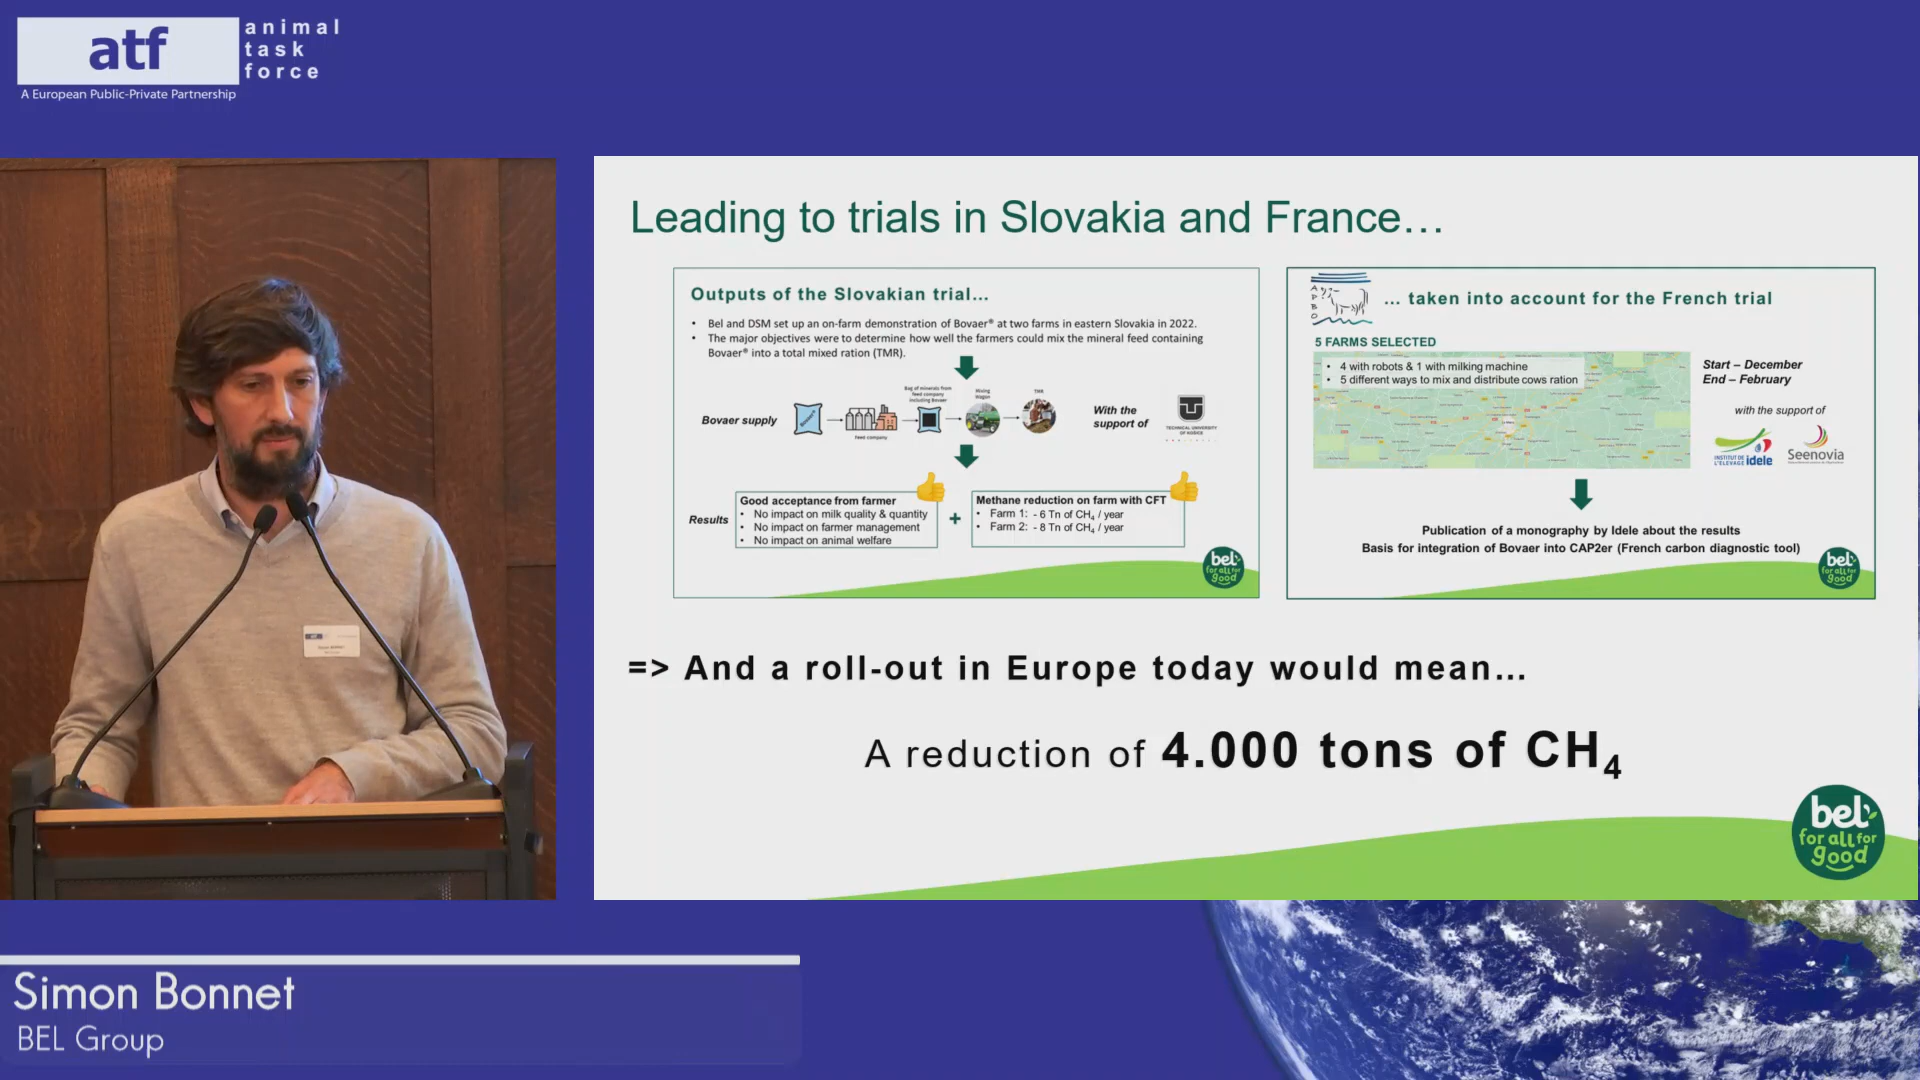 atf
animal
task
force
A European Public-Private Partnership
Leading to trials in Slovakia and France…
Outputs of the Slovakian trial…
• Bel and DSM set up an on-farm demonstration of Bovaer® at two farms in eastern Slovakia in 2022.
• The major objectives were to determine how well the farmers could mix the mineral feed containing
Bovaer® into a total mixed ration (TMR).
Bag of minerals from
feed company
including Bovaer
Mixing
Wagon
TMR
Bovaer supply
Feed company
With the
support of
TECHNICAL UNIVERSITY
OF KOSICE
Results
Good acceptance from farmer
• No impact on milk quality & quantity
• No impact on farmer management
• No impact on animal welfare
+
Methane reduction on farm with CFT
• Farm 1: - 6 Tn of CH4 / year
• Farm 2: - 8 Tn of CH4 / year
bel
for all for
good
APBO
… taken into account for the French trial
5 FARMS SELECTED
• 4 with robots & 1 with milking machine
• 5 different ways to mix and distribute cows ration
Start – December
End – February
with the support of
INSTITUT DE
L'ELEVAGE idele
Seenovia
Publication of a monography by Idele about the results
Basis for integration of Bovaer into CAP2er (French carbon diagnostic tool)
bel
for all for
good
=> And a roll-out in Europe today would mean…
A reduction of 4.000 tons of CH4
bel
for all for
good
Simon Bonnet
BEL Group